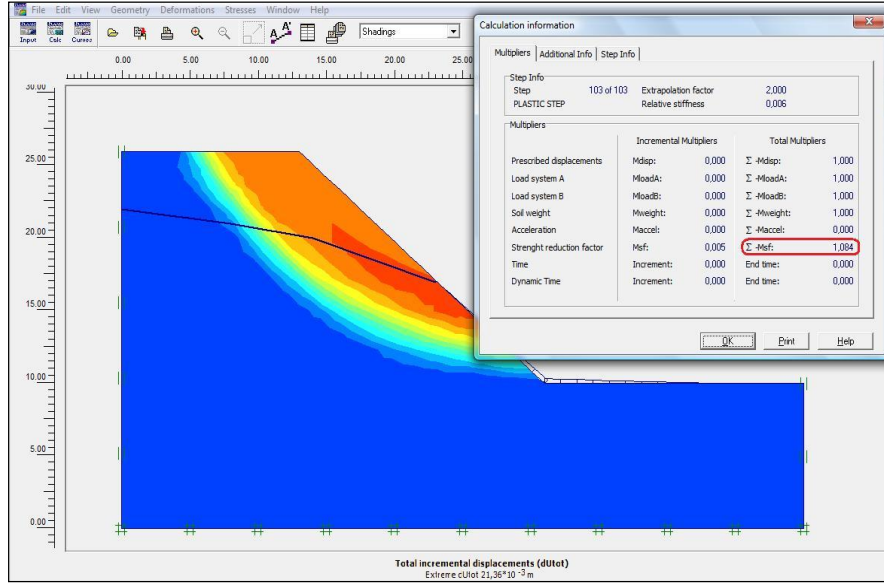 File Edit View Geometry Deformations Stresses Window Help
Input Calc Curves A A' Shadings
0.00 5.00 10.00 15.00 20.00 25.00
30.00
25.00
20.00
15.00
10.00
5.00
0.00
Calculation information
Multipliers Additional Info Step Info
Step Info
Step 103 of 103 Extrapolation factor 2,000
PLASTIC STEP Relative stiffness 0,006
Multipliers
Incremental Multipliers Total Multipliers
Prescribed displacements Mdisp: 0,000 Σ -Mdisp: 1,000
Load system A MloadA: 0,000 Σ -MloadA: 1,000
Load system B MloadB: 0,000 Σ -MloadB: 1,000
Soil weight Mweight: 0,000 Σ -Mweight: 1,000
Acceleration Maccel: 0,000 Σ -Maccel: 0,000
Strenght reduction factor Msf: 0,005 Σ -Msf: 1,084
Time Increment: 0,000 End time: 0,000
Dynamic Time Increment: 0,000 End time: 0,000
OK Print Help
Total incremental displacements (dUtot)
Extreme dUtot 21,36*10 -3 m